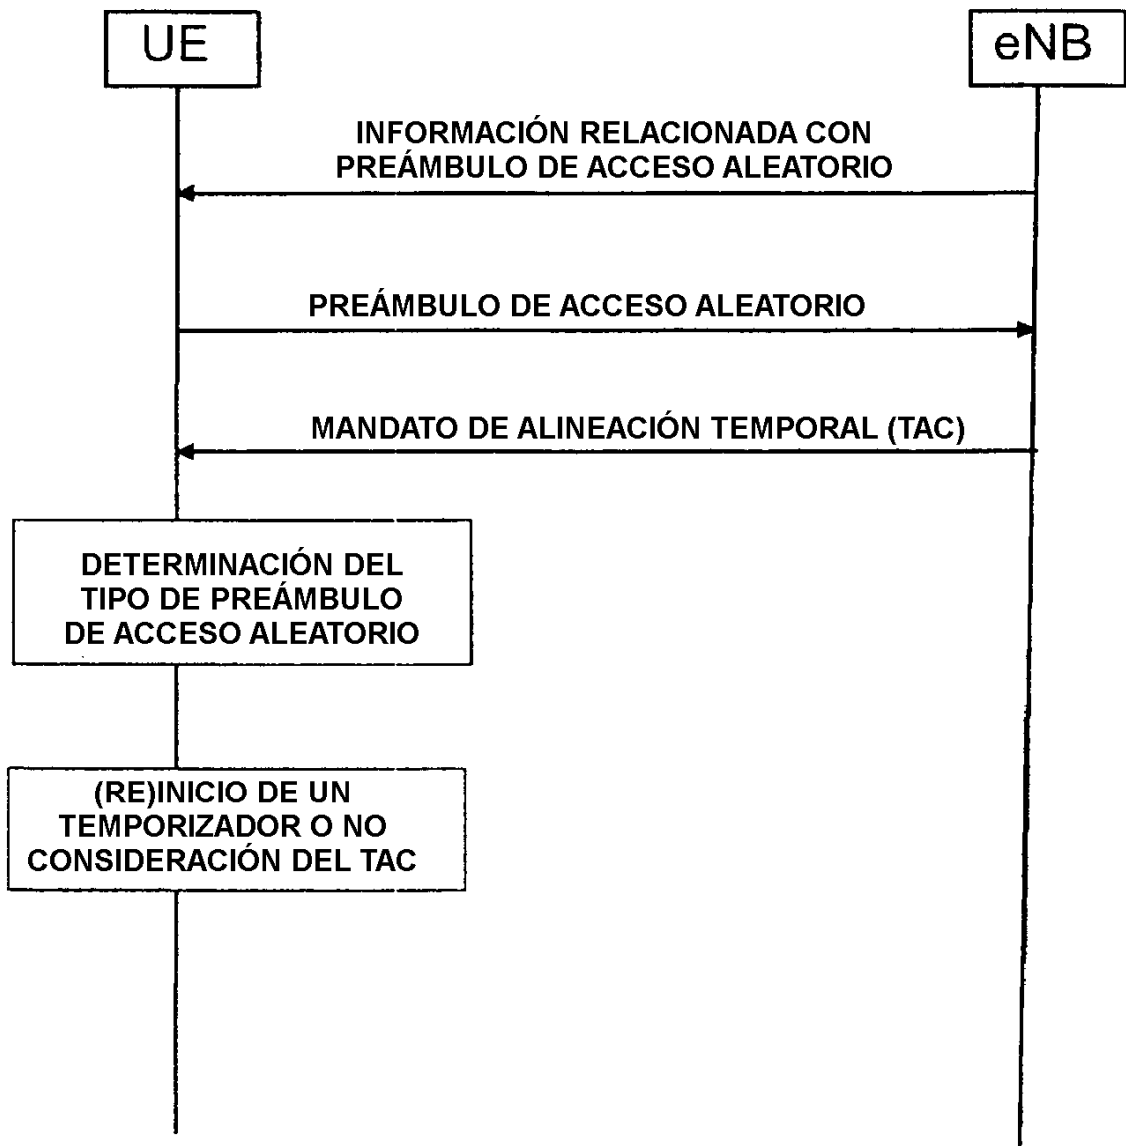 UE
eNB
INFORMACIÓN RELACIONADA CON
PREÁMBULO DE ACCESO ALEATORIO
PREÁMBULO DE ACCESO ALEATORIO
MANDATO DE ALINEACIÓN TEMPORAL (TAC)
DETERMINACIÓN DEL
TIPO DE PREÁMBULO
DE ACCESO ALEATORIO
(RE)INICIO DE UN
TEMPORIZADOR O NO
CONSIDERACIÓN DEL TAC